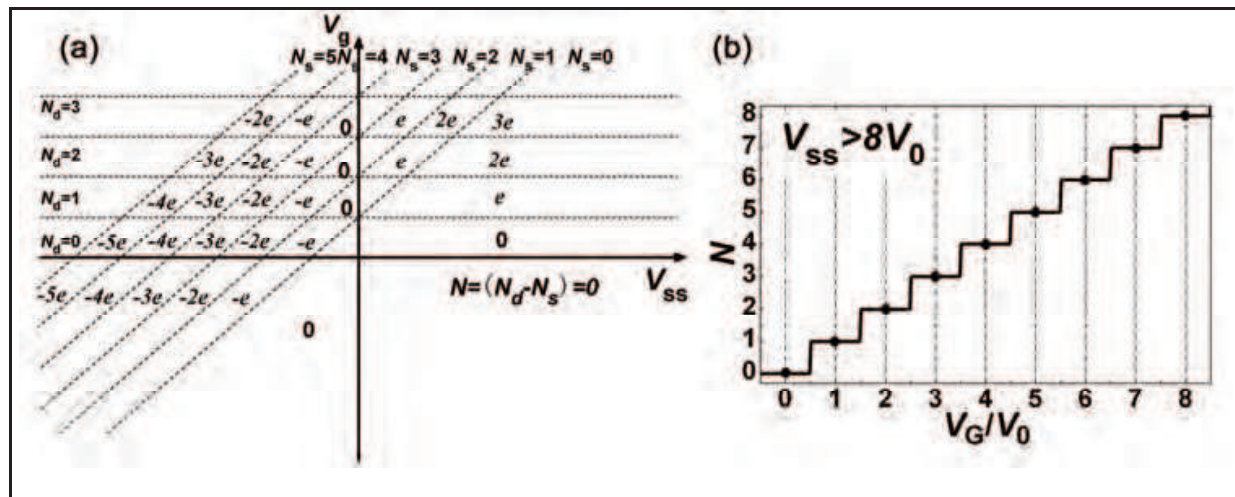 (a)
V_g
N_s=5 N_s=4 N_s=3 N_s=2 N_s=1 N_s=0
N_d=3 -2e -e 0 e 2e 3e
N_d=2 -3e -2e -e 0 e 2e
N_d=1 -4e -3e -2e -e 0 e
N_d=0 -5e -4e -3e -2e -e 0
V_ss
N=(N_d-N_s)=0
-5e -4e -3e -2e -e
0
(b)
V_ss>8V_0
N
8
7
6
5
4
3
2
1
0
0 1 2 3 4 5 6 7 8
V_G/V_0